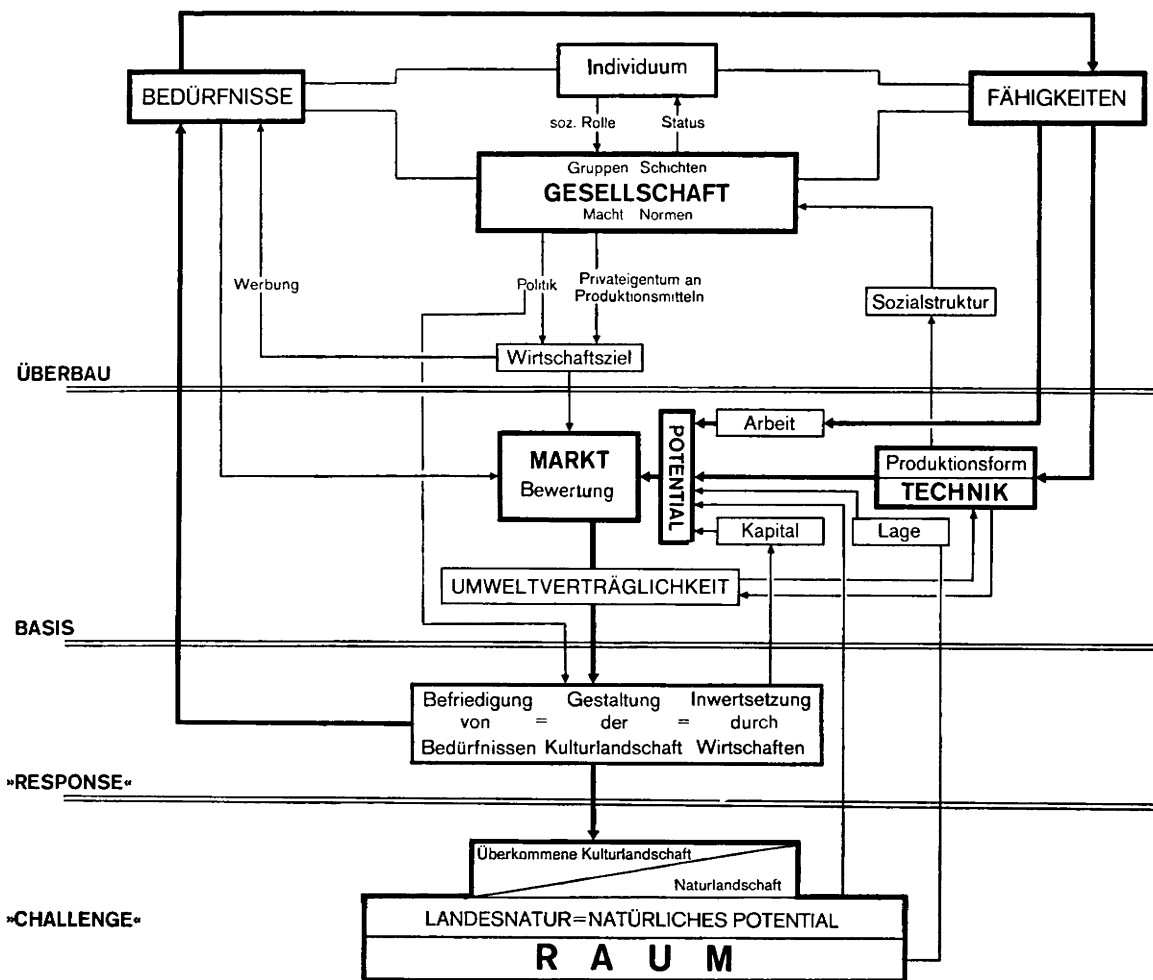 Individuum
BEDÜRFNISSE
FÄHIGKEITEN
soz. Rolle
Status
Gruppen Schichten
GESELLSCHAFT
Macht Normen
Werbung
Politik
Privateigentum an
Produktionsmitteln
Sozialstruktur
Wirtschaftsziel
ÜBERBAU
POTENTIAL
Arbeit
MARKT
Bewertung
Produktionsform
TECHNIK
Kapital
Lage
UMWELTVERTRÄGLICHKEIT
BASIS
Befriedigung Gestaltung Inwertsetzung
von = der = durch
Bedürfnissen Kulturlandschaft Wirtschaften
»RESPONSE«
Überkommene Kulturlandschaft
Naturlandschaft
»CHALLENGE«
LANDESNATUR=NATÜRLICHES POTENTIAL
RAUM